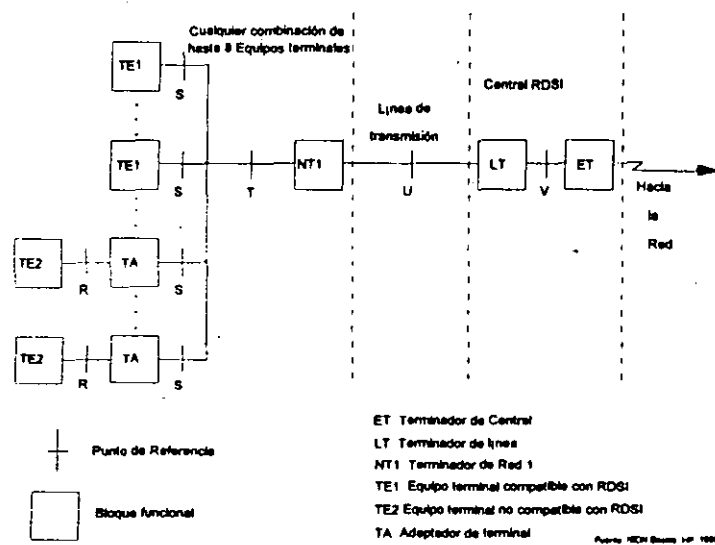 Cualquier combinación de
hasta 8 Equipos terminales
TE1
S
Línea de
transmisión
Central RDSI
TE1
S
T
NT1
U
LT
V
ET
Hacia
la
Red
TE2
R
TA
S
TE2
R
TA
S
Punto de Referencia
Bloque funcional
ET Terminador de Central
LT Terminador de línea
NT1 Terminador de Red 1
TE1 Equipo terminal compatible con RDSI
TE2 Equipo terminal no compatible con RDSI
TA Adaptador de terminal